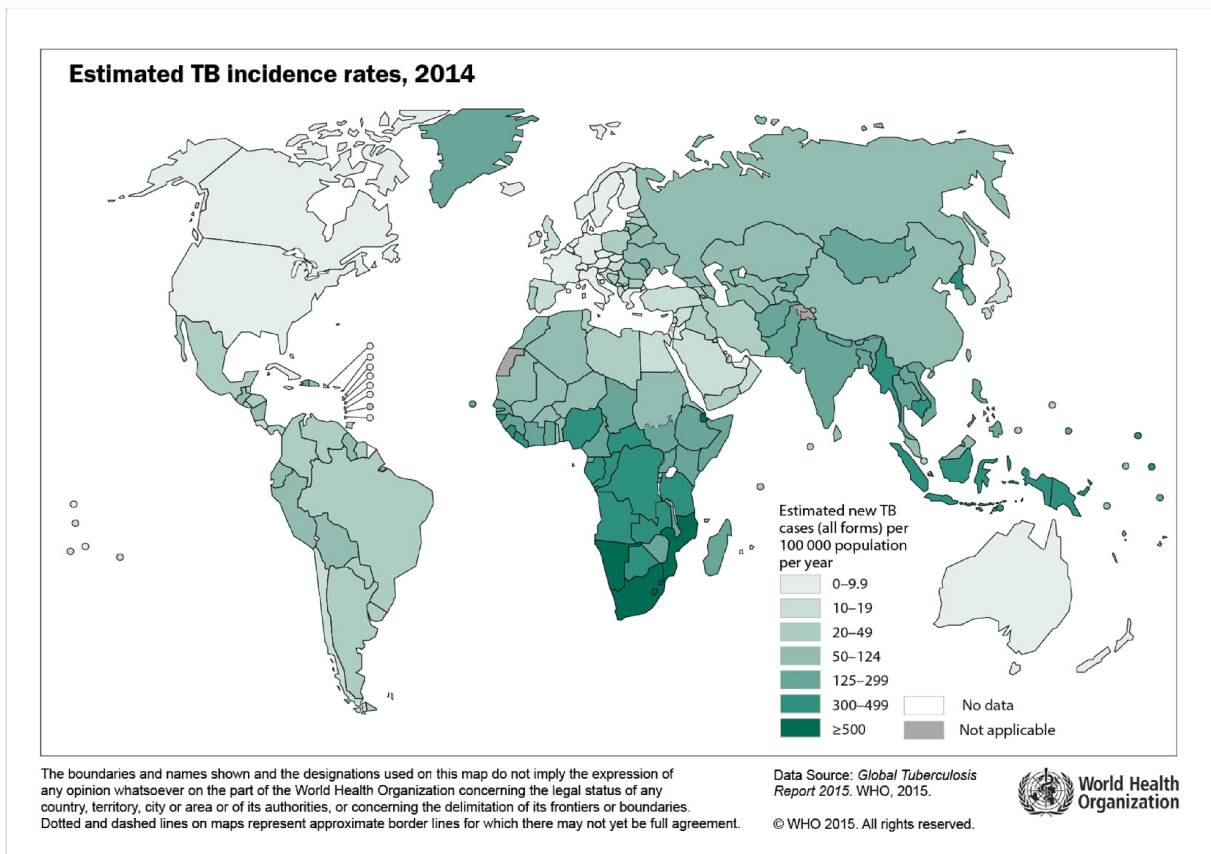 Estimated TB incidence rates, 2014
Estimated new TB
cases (all forms) per
100 000 population
per year
0–9.9
10–19
20–49
50–124
125–299
300–499
≥500
No data
Not applicable
The boundaries and names shown and the designations used on this map do not imply the expression of
any opinion whatsoever on the part of the World Health Organization concerning the legal status of any
country, territory, city or area or of its authorities, or concerning the delimitation of its frontiers or boundaries.
Dotted and dashed lines on maps represent approximate border lines for which there may not yet be full agreement.
Data Source: Global Tuberculosis
Report 2015. WHO, 2015.
© WHO 2015. All rights reserved.
World Health
Organization